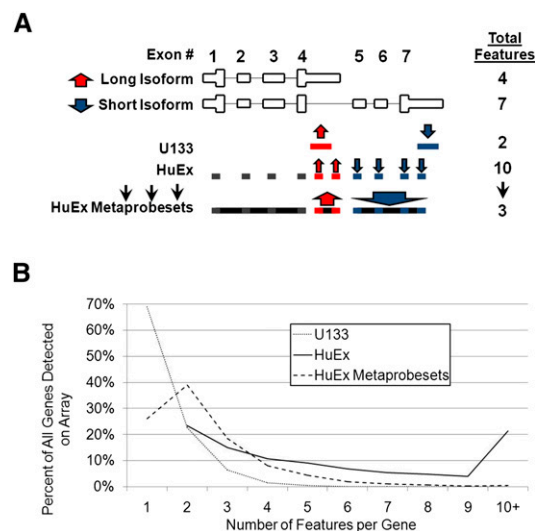 A
Exon # 1 2 3 4 5 6 7 Total Features
Long Isoform 4
Short Isoform 7
U133 2
HuEx 10
HuEx Metaprobesets 3
B
Percent of All Genes Detected on Array
70%
60%
50%
40%
30%
20%
10%
0%
U133
HuEx
HuEx Metaprobesets
1 2 3 4 5 6 7 8 9 10+
Number of Features per Gene